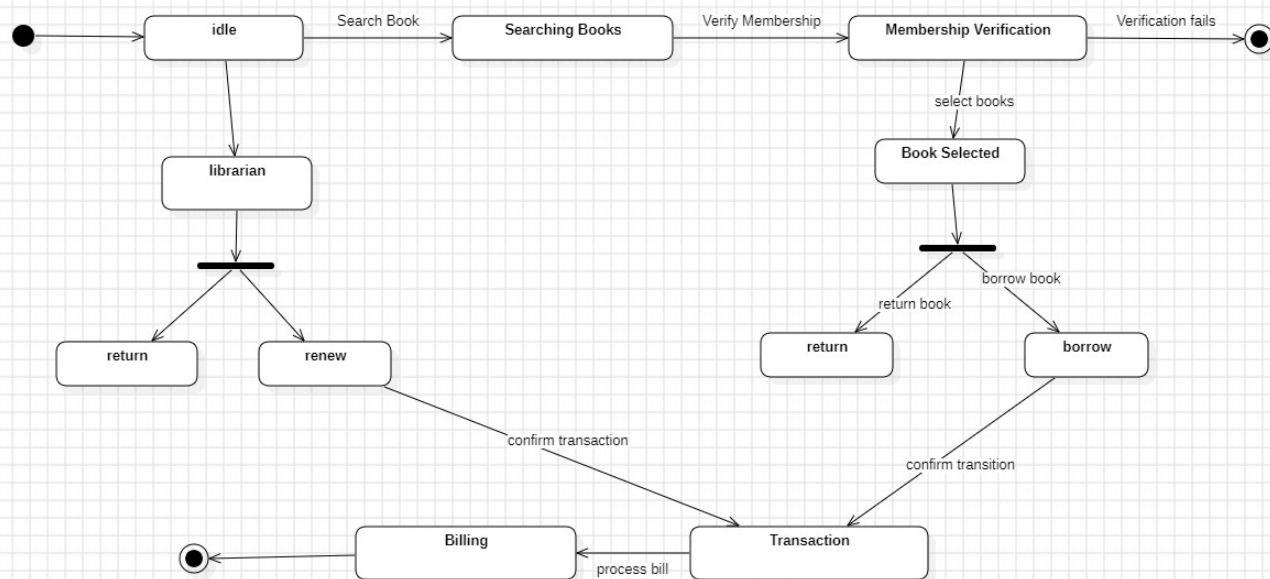 idle
Search Book
Searching Books
Verify Membership
Membership Verification
Verification fails
select books
librarian
Book Selected
borrow book
return book
return
renew
return
borrow
confirm transaction
confirm transition
Billing
process bill
Transaction